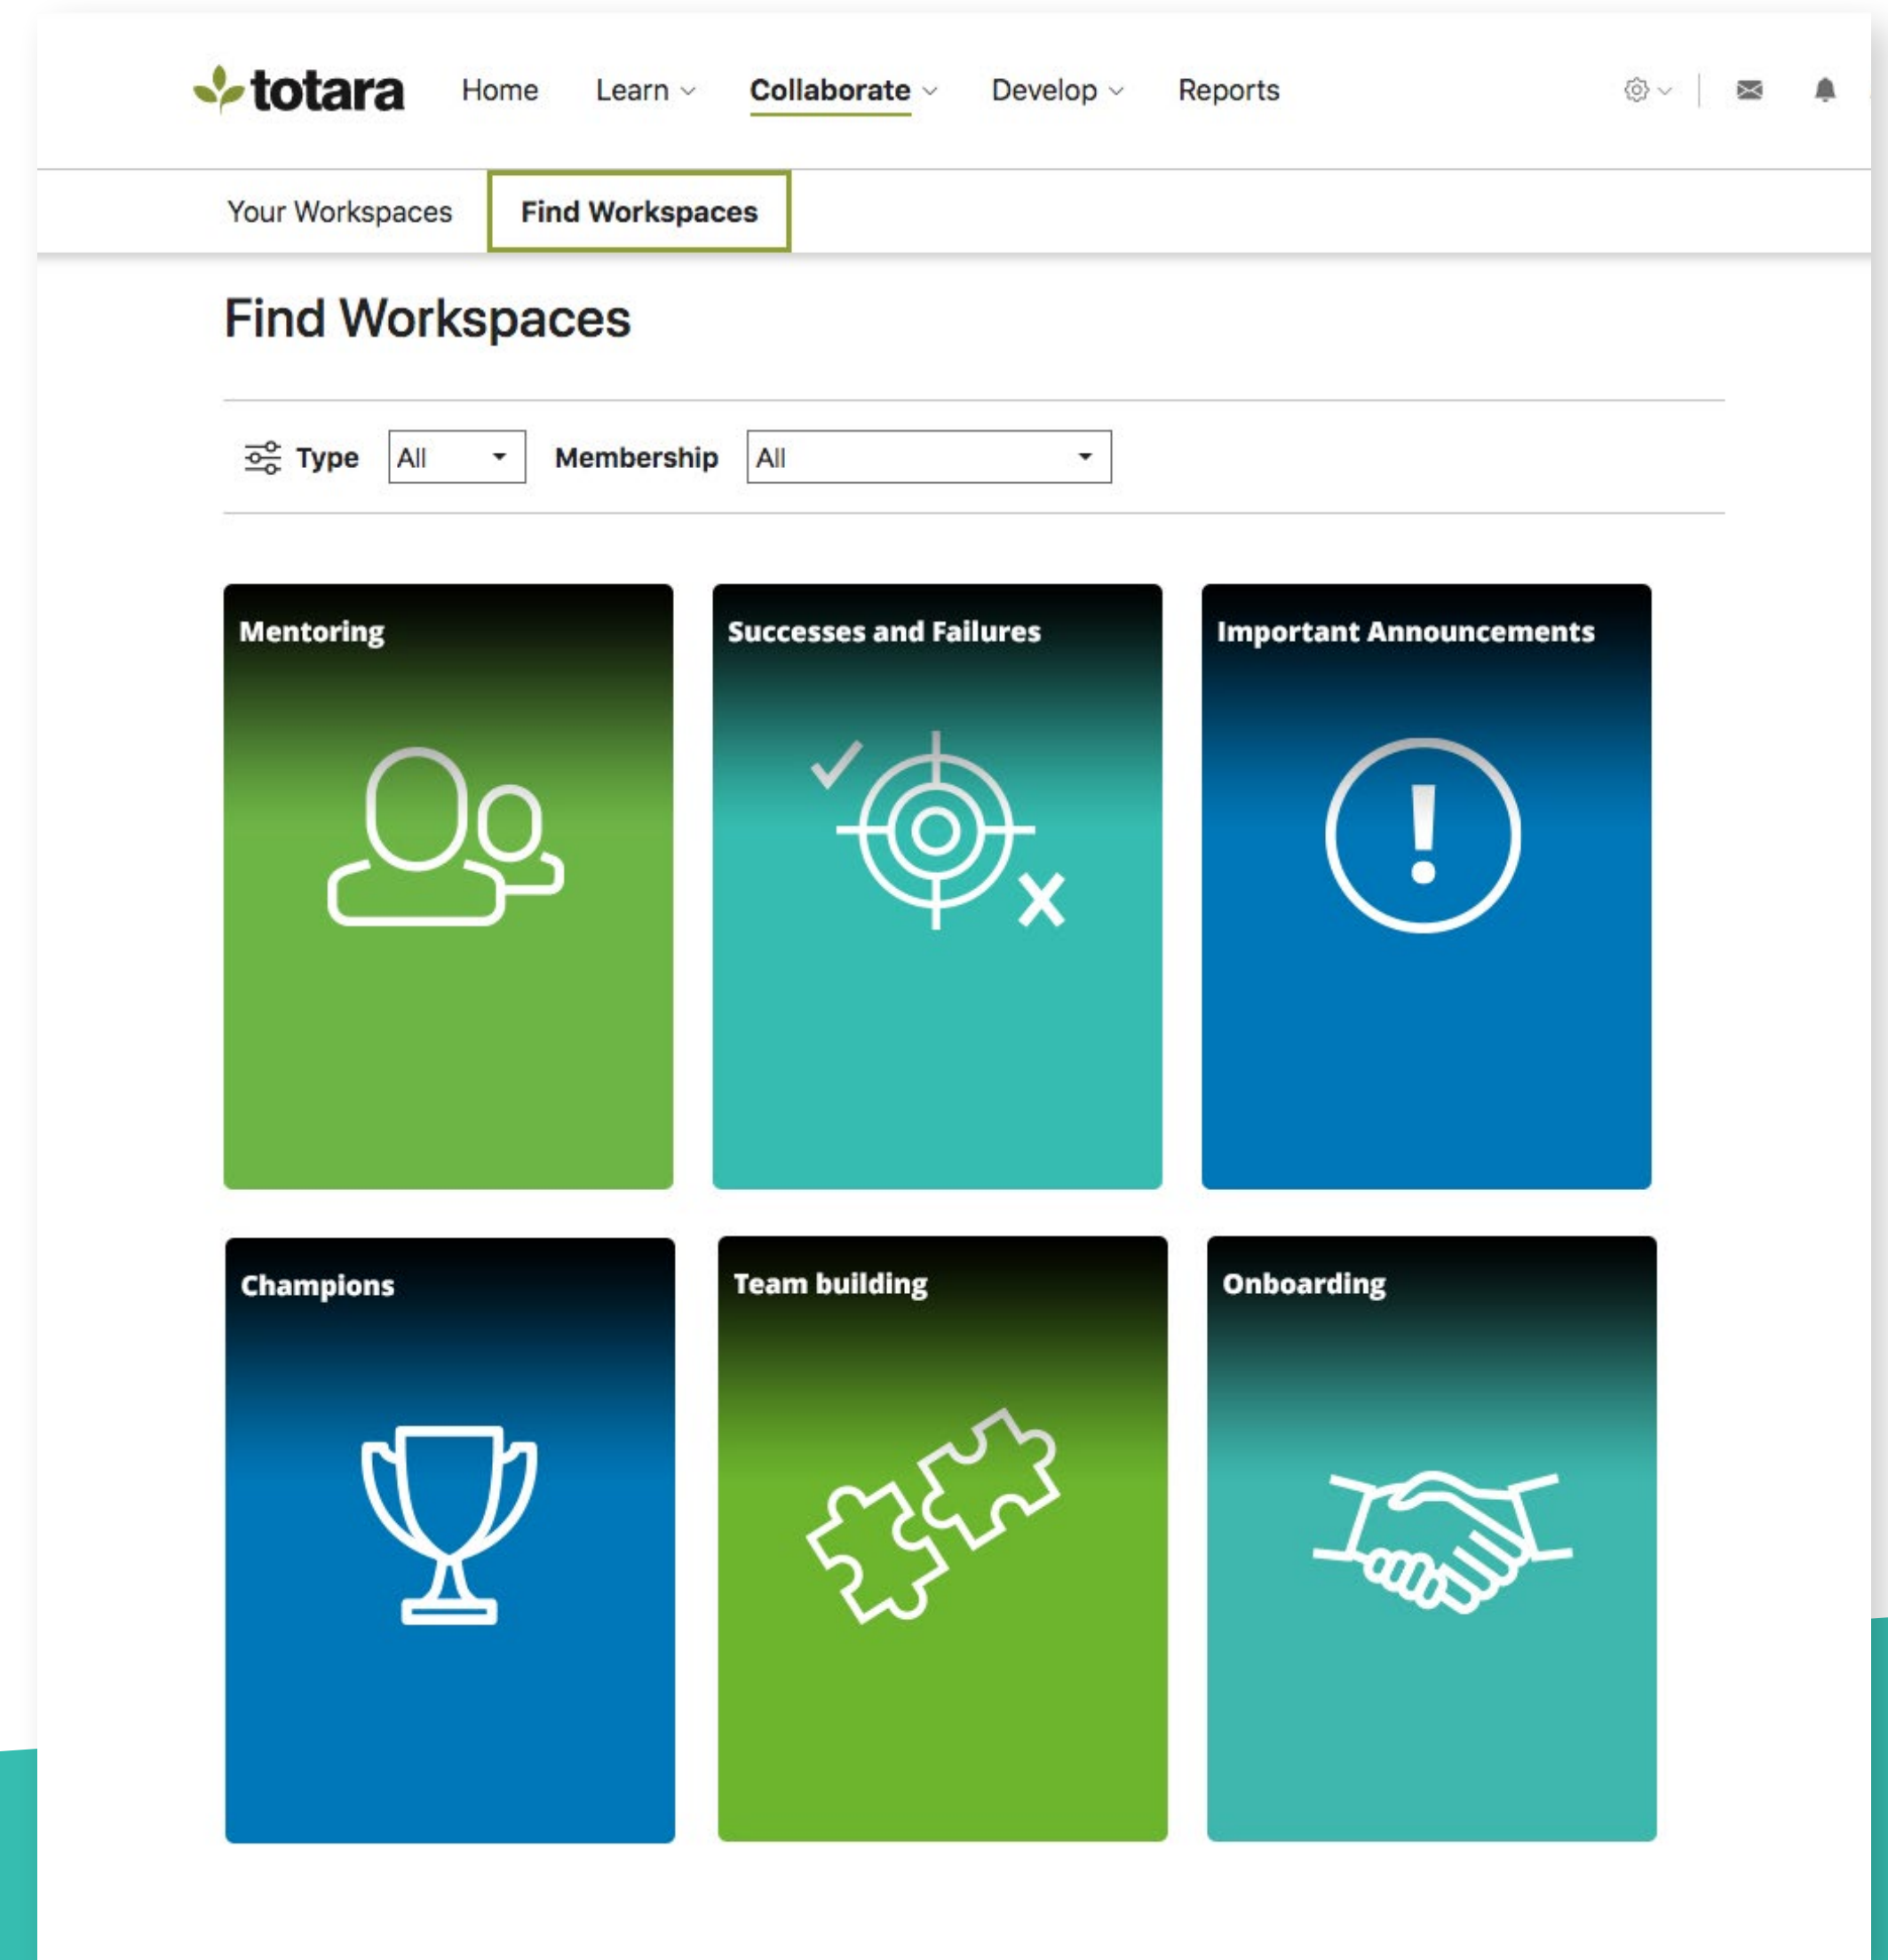 totara Home Learn Collaborate Develop Reports
Your Workspaces Find Workspaces
Find Workspaces
Type All Membership All
Mentoring Successes and Failures Important Announcements
!
Champions Team building Onboarding